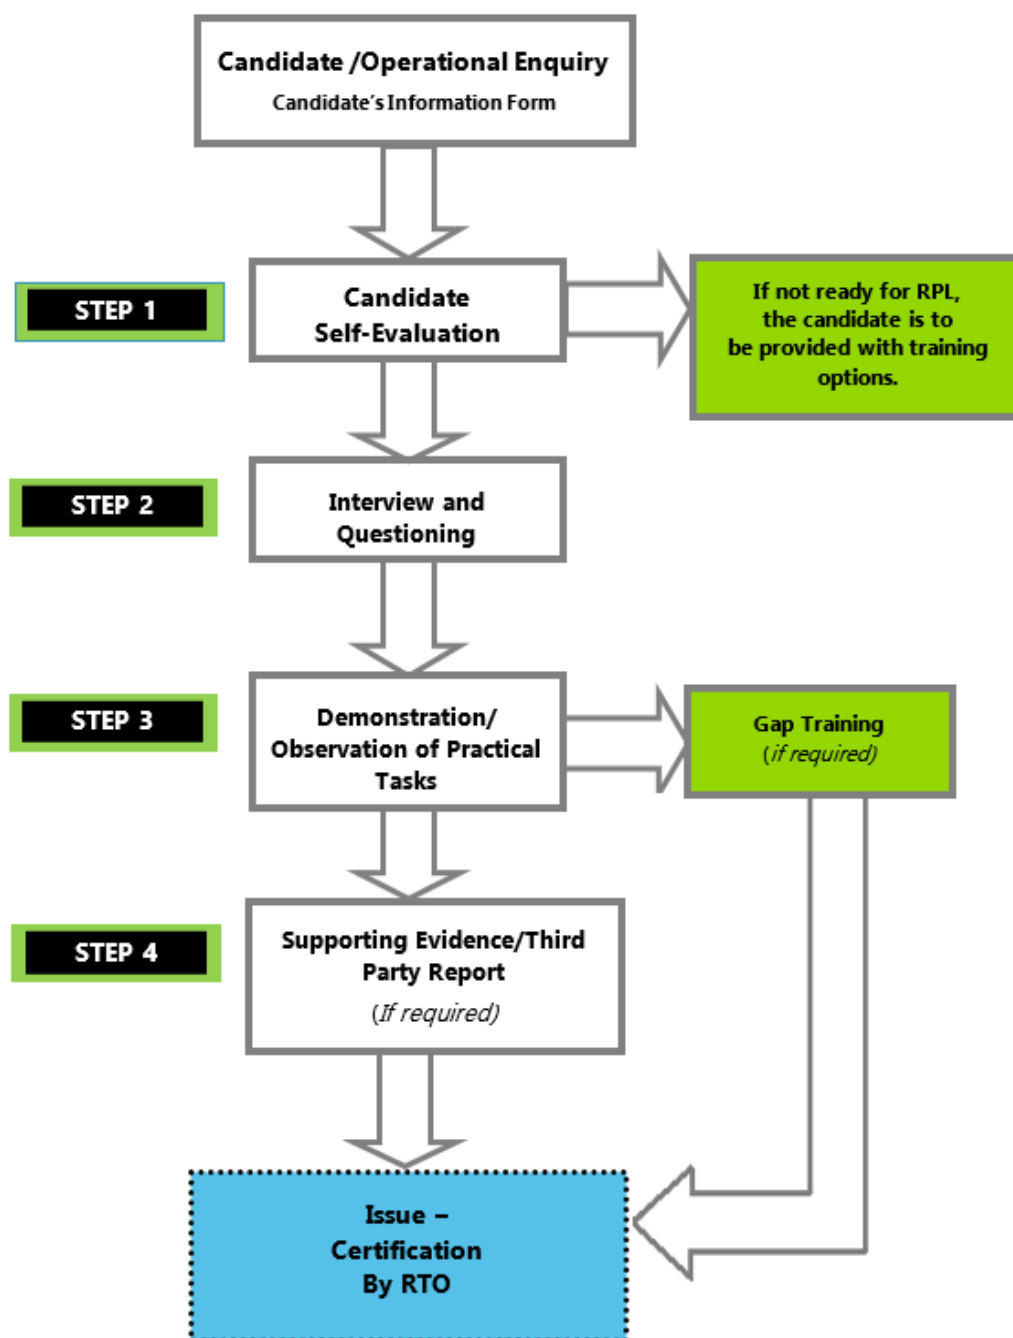 Candidate /Operational Enquiry
Candidate´s Information Form
STEP 1
Candidate
Self-Evaluation
If not ready for RPL,
the candidate is to
be provided with training
options.
STEP 2
Interview and
Questioning
STEP 3
Demonstration/
Observation of Practical
Tasks
Gap Training
(if required)
STEP 4
Supporting Evidence/Third
Party Report
(If required)
Issue –
Certification
By RTO